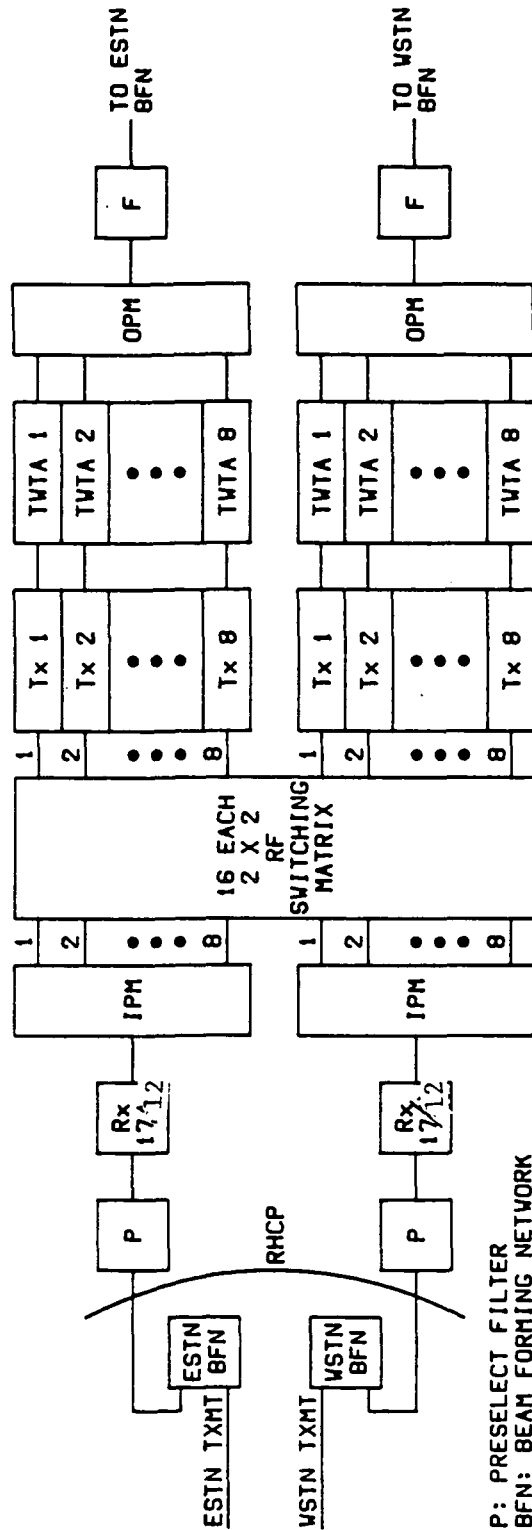 ESTN TXMT
ESTN
BFN
WSTN TXMT
WSTN
BFN
RHCP
P
Rx
17/12
IPM
1
2
8
P
Rx
17/12
IPM
1
2
8
16 EACH
2 X 2
RF
SWITCHING
MATRIX
1
2
8
Tx 1
Tx 2
Tx 8
TWTA 1
TWTA 2
TWTA 8
OPM
F
TO ESTN
BFN
1
2
8
Tx 1
Tx 2
Tx 8
TWTA 1
TWTA 2
TWTA 8
OPM
F
TO WSTN
BFN
P: PRESELECT FILTER
BFN: BEAM FORMING NETWORK